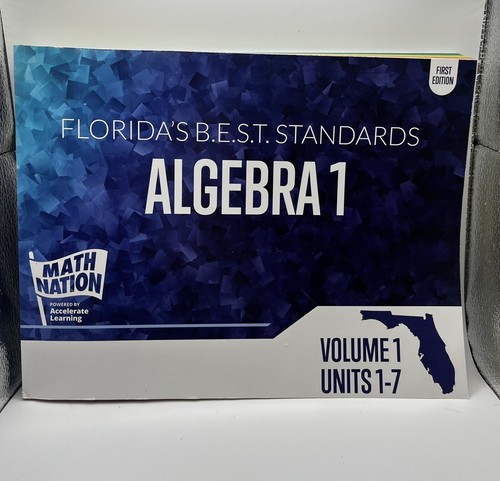 FIRST
EDITION
FLORIDA'S B.E.S.T. STANDARDS
ALGEBRA 1
MATH
NATION
POWERED BY
Accelerate
Learning
VOLUME 1
UNITS 1-7